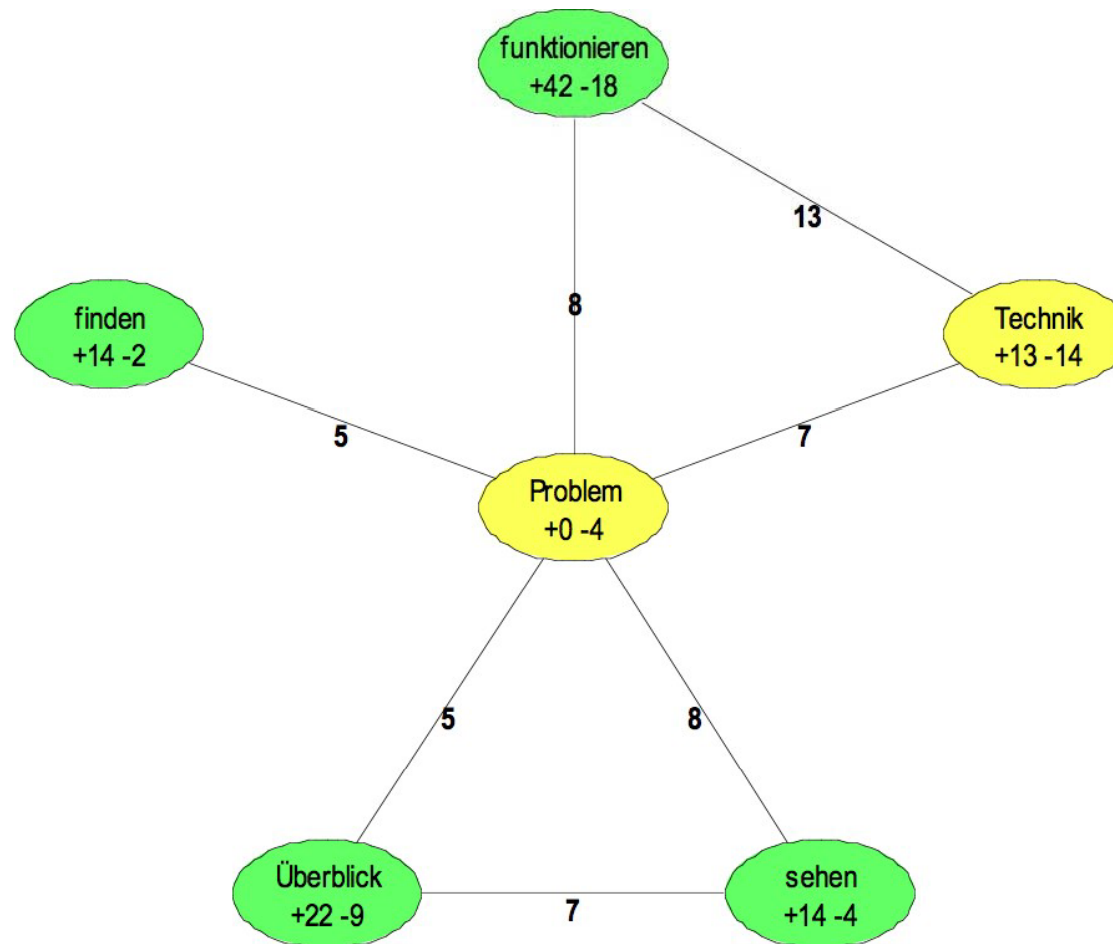 funktionieren
+42 -18
13
8
finden
+14 -2
Technik
+13 -14
5
7
Problem
+0 -4
5
8
Überblick
+22 -9
7
sehen
+14 -4